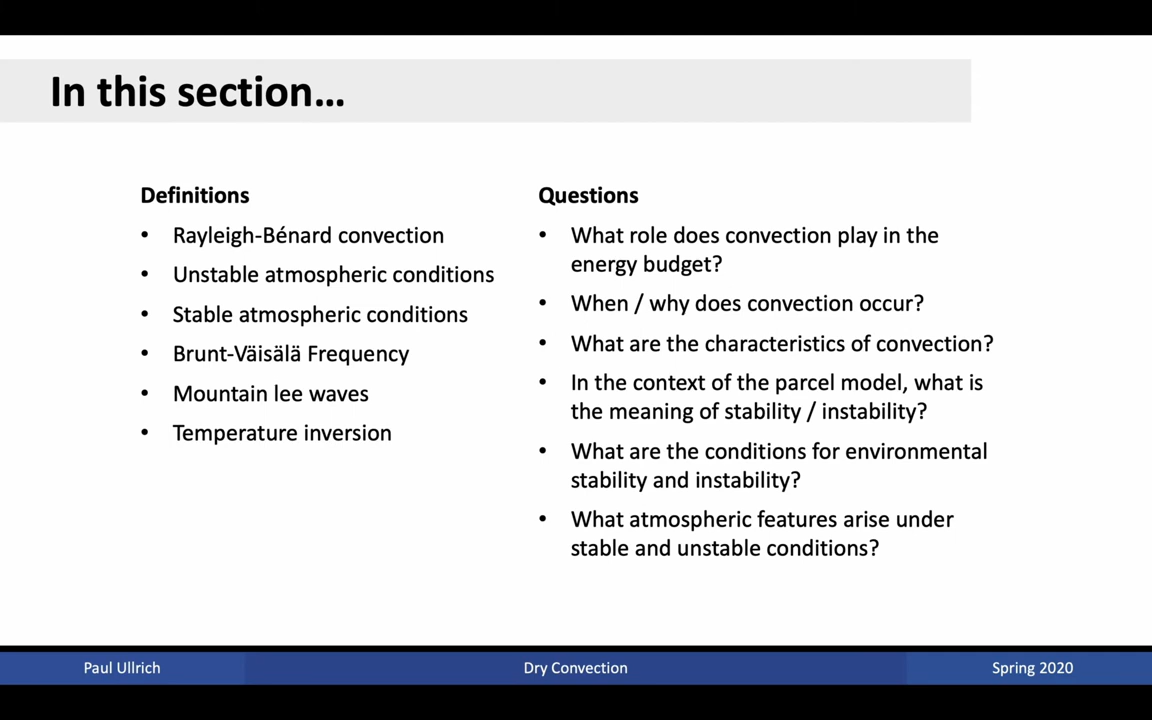 In this section…
Definitions
• Rayleigh-Bénard convection
• Unstable atmospheric conditions
• Stable atmospheric conditions
• Brunt-Väisälä Frequency
• Mountain lee waves
• Temperature inversion
Questions
• What role does convection play in the
energy budget?
• When / why does convection occur?
• What are the characteristics of convection?
• In the context of the parcel model, what is
the meaning of stability / instability?
• What are the conditions for environmental
stability and instability?
• What atmospheric features arise under
stable and unstable conditions?
Paul Ullrich
Dry Convection
Spring 2020